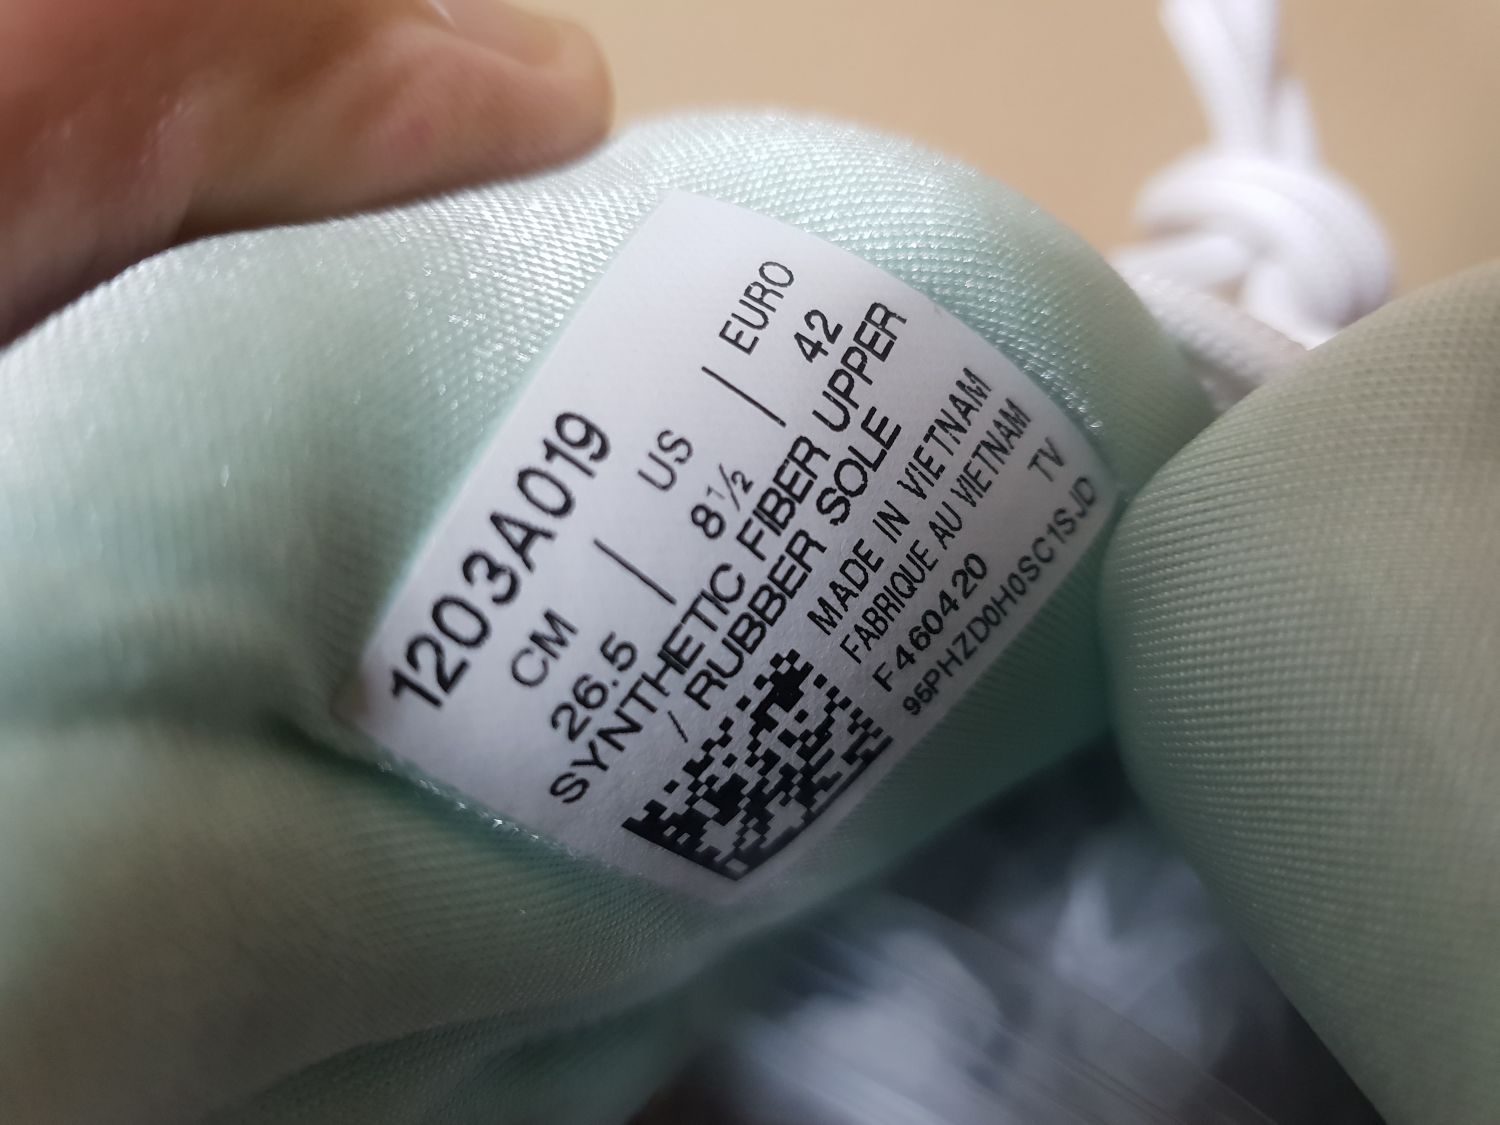 1203A019
CM | US | EURO
26.5 8½ 42
SYNTHETIC FIBER UPPER
/ RUBBER SOLE
MADE IN VIETNAM
FABRIQUE AU VIETNAM
TV
F460420
96PHZD0H0SC1SJD